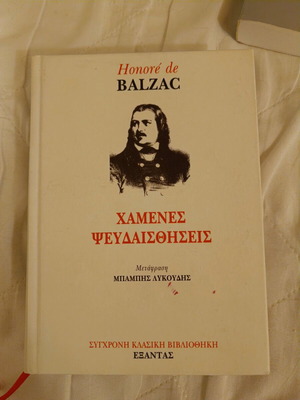 Honoré de
BALZAC
ΧΑΜΕΝΕΣ
ΨΕΥΔΑΙΣΘΗΣΕΙΣ
Μετάφραση
ΜΠΑΜΠΗΣ ΛΥΚΟΥΔΗΣ
ΣΥΓΧΡΟΝΗ ΚΛΑΣΙΚΗ ΒΙΒΛΙΟΘΗΚΗ
ΕΞΑΝΤΑΣ